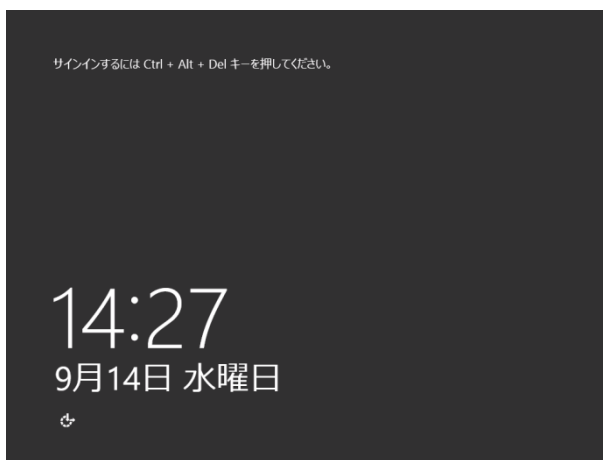 サインインするには Ctrl + Alt + Del キーを押してください。
14:27
9月14日 水曜日